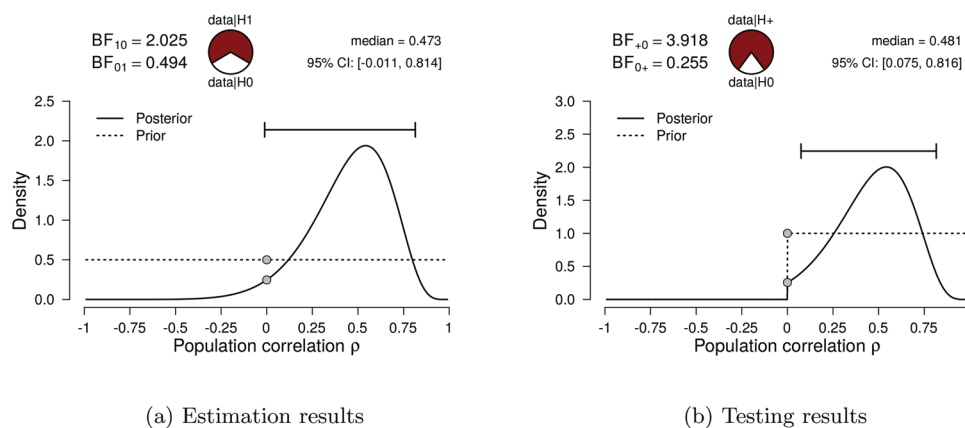 data|H1
BF10 = 2.025
BF01 = 0.494
data|H0
median = 0.473
95% CI: [-0.011, 0.814]
2.5
2.0
1.5
1.0
0.5
0.0
Density
Posterior
Prior
-1 -0.75 -0.5 -0.25 0 0.25 0.5 0.75 1
Population correlation ρ
(a) Estimation results
data|H+
BF+0 = 3.918
BF0+ = 0.255
data|H0
median = 0.481
95% CI: [0.075, 0.816]
3.0
2.5
2.0
1.5
1.0
0.5
0.0
Density
Posterior
Prior
-1 -0.75 -0.5 -0.25 0 0.25 0.5 0.75
Population correlation ρ
(b) Testing results